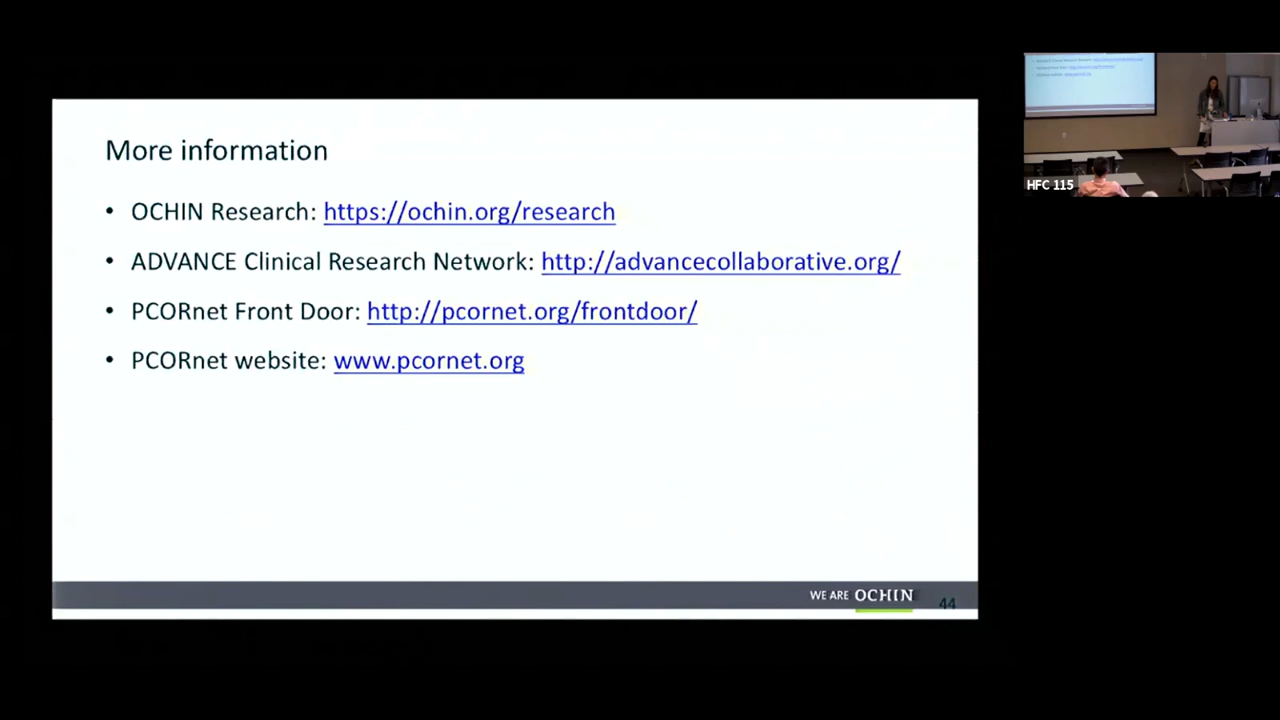 More information
• OCHIN Research: https://ochin.org/research
• ADVANCE Clinical Research Network: http://advancecollaborative.org/
• PCORnet Front Door: http://pcornet.org/frontdoor/
• PCORnet website: www.pcornet.org
WE ARE OCHIN
44
HFC 115